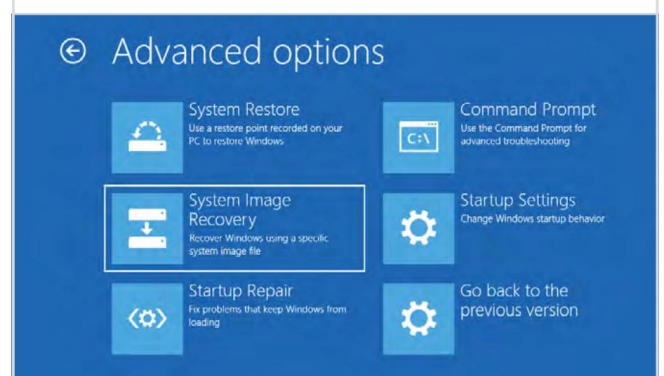 Advanced options
System Restore
Use a restore point recorded on your
PC to restore Windows
Command Prompt
Use the Command Prompt for
advanced troubleshooting
C:\
System Image
Recovery
Recover Windows using a specific
system image file
Startup Settings
Change Windows startup behavior
Startup Repair
Fix problems that keep Windows from
loading
Go back to the
previous version